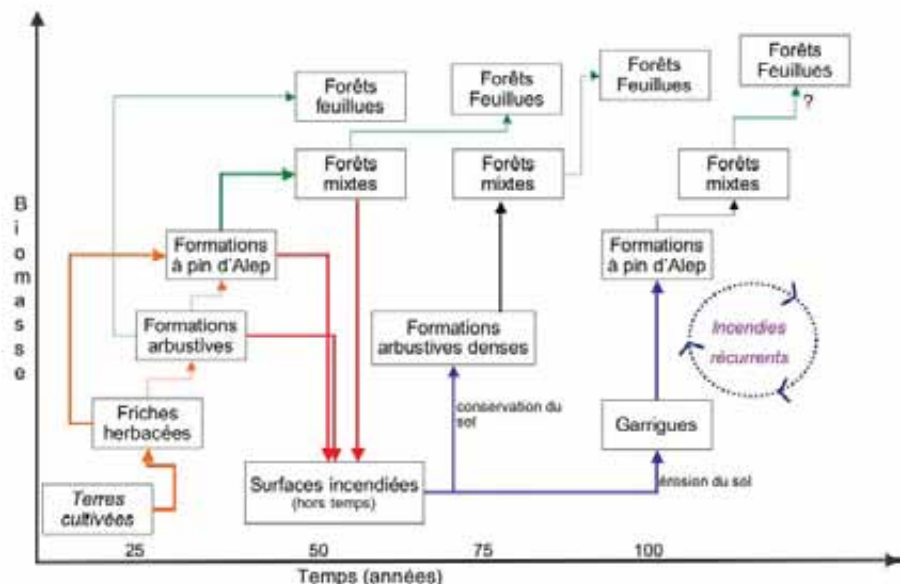 Biomasse
Forêts
feuillues
Forêts
Feuillues
Forêts
Feuillues
Forêts
Feuillues
?
Forêts
mixtes
Forêts
mixtes
Forêts
mixtes
Formations
à pin d'Alep
Formations
à pin d'Alep
Formations
arbustives
Formations
arbustives denses
Incendies
récurrents
Friches
herbacées
conservation du
sol
Garrigues
Terres
cultivées
Surfaces incendiées
(hors temps)
érosion du sol
25
50
75
100
Temps (années)